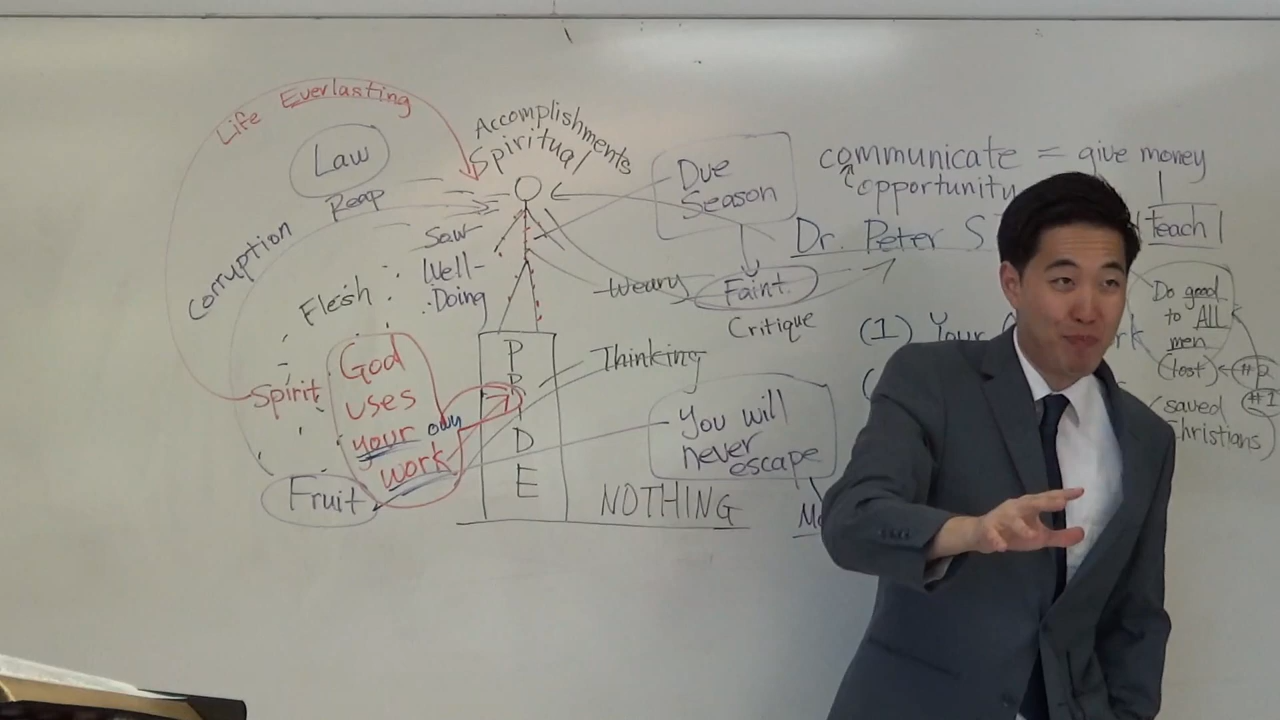 Life Everlasting
Law
Reap
Corruption
Flesh
Spirit
God
uses
your own
work
Fruit
Accomplishments
Spiritual
Sow
Well-
Doing
PRIDE
Due
Season
Weary
Faint
Critique
Thinking
You will
never
escape
NOTHING
communicate = give money
opportunity
Dr. Peter S
teach
(1) Your
Do good
to ALL
men
(lost)
#2
#1
saved
Christians)